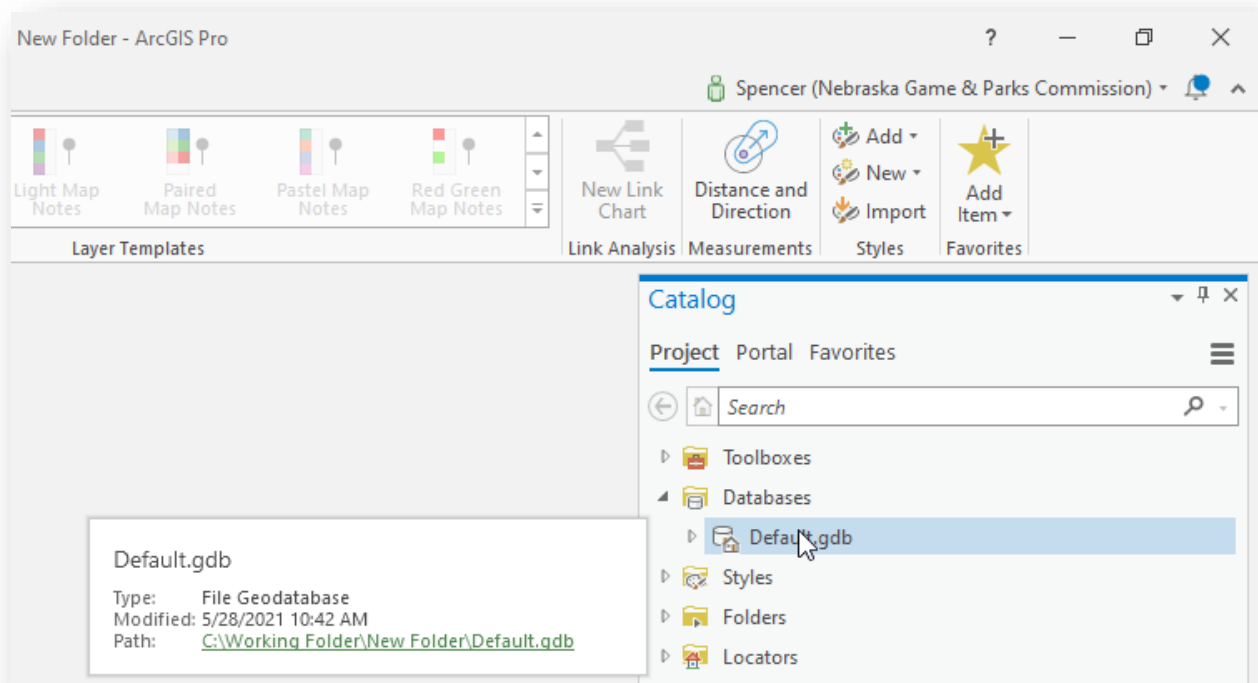 New Folder - ArcGIS Pro
?
Spencer (Nebraska Game & Parks Commission)
Light Map Notes
Paired Map Notes
Pastel Map Notes
Red Green Map Notes
New Link Chart
Distance and Direction
Add
New
Import
Add Item
Layer Templates
Link Analysis
Measurements
Styles
Favorites
Catalog
Project Portal Favorites
Search
Toolboxes
Databases
Default.gdb
Styles
Folders
Locators
Default.gdb
Type: File Geodatabase
Modified: 5/28/2021 10:42 AM
Path: C:\Working Folder\New Folder\Default.gdb